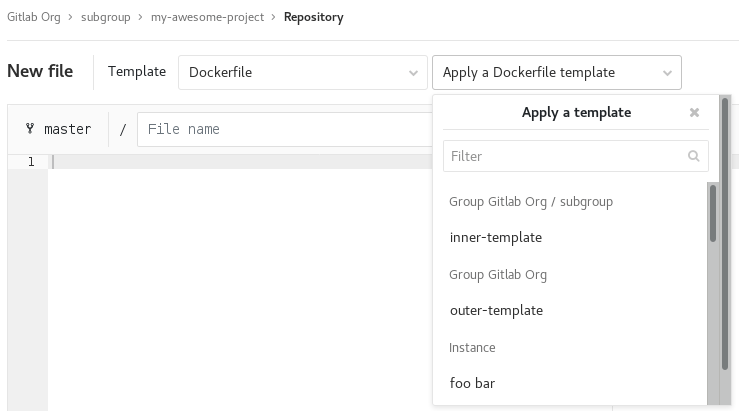 Gitlab Org > subgroup > my-awesome-project > Repository
New file Template Dockerfile Apply a Dockerfile template
Apply a template
master / File name
Filter
1
Group Gitlab Org / subgroup
inner-template
Group Gitlab Org
outer-template
Instance
foo bar